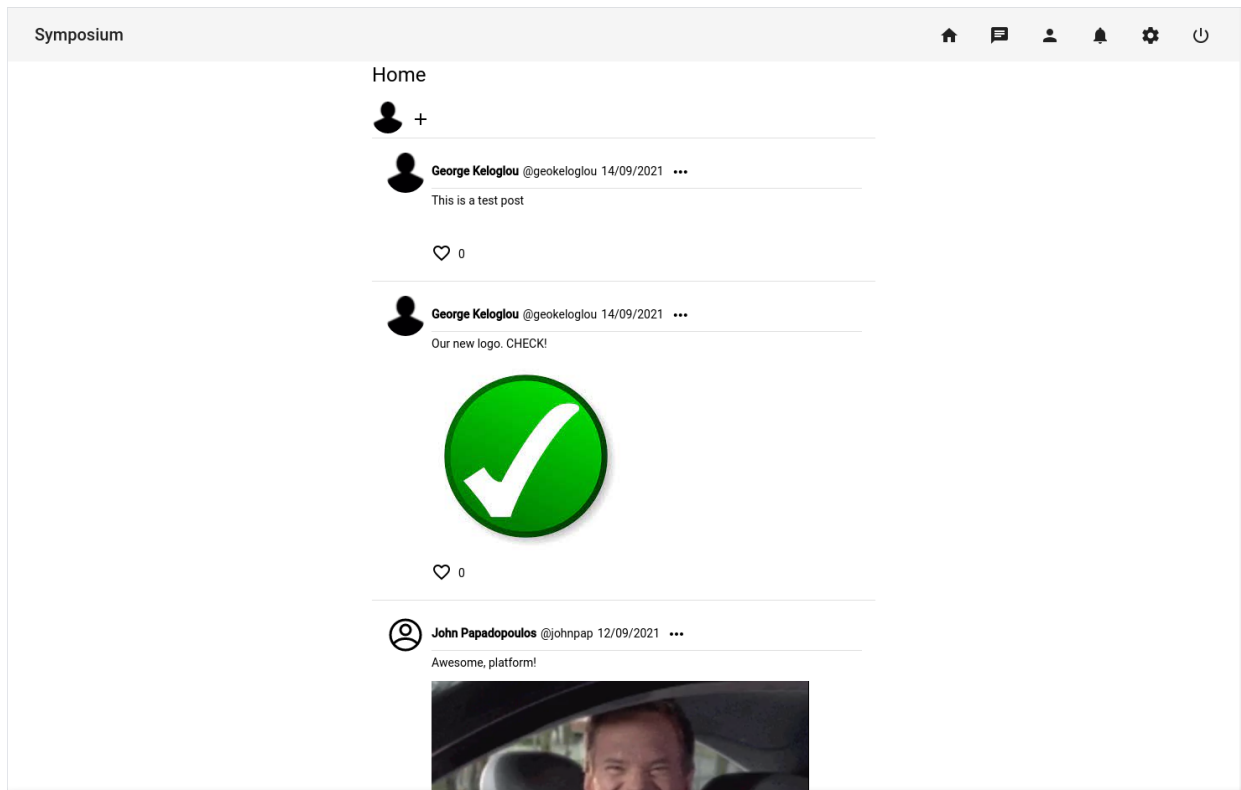 Symposium
Home
George Keloglou @geokeloglou 14/09/2021
This is a test post
0
George Keloglou @geokeloglou 14/09/2021
Our new logo. CHECK!
0
John Papadopoulos @johnpap 12/09/2021
Awesome, platform!